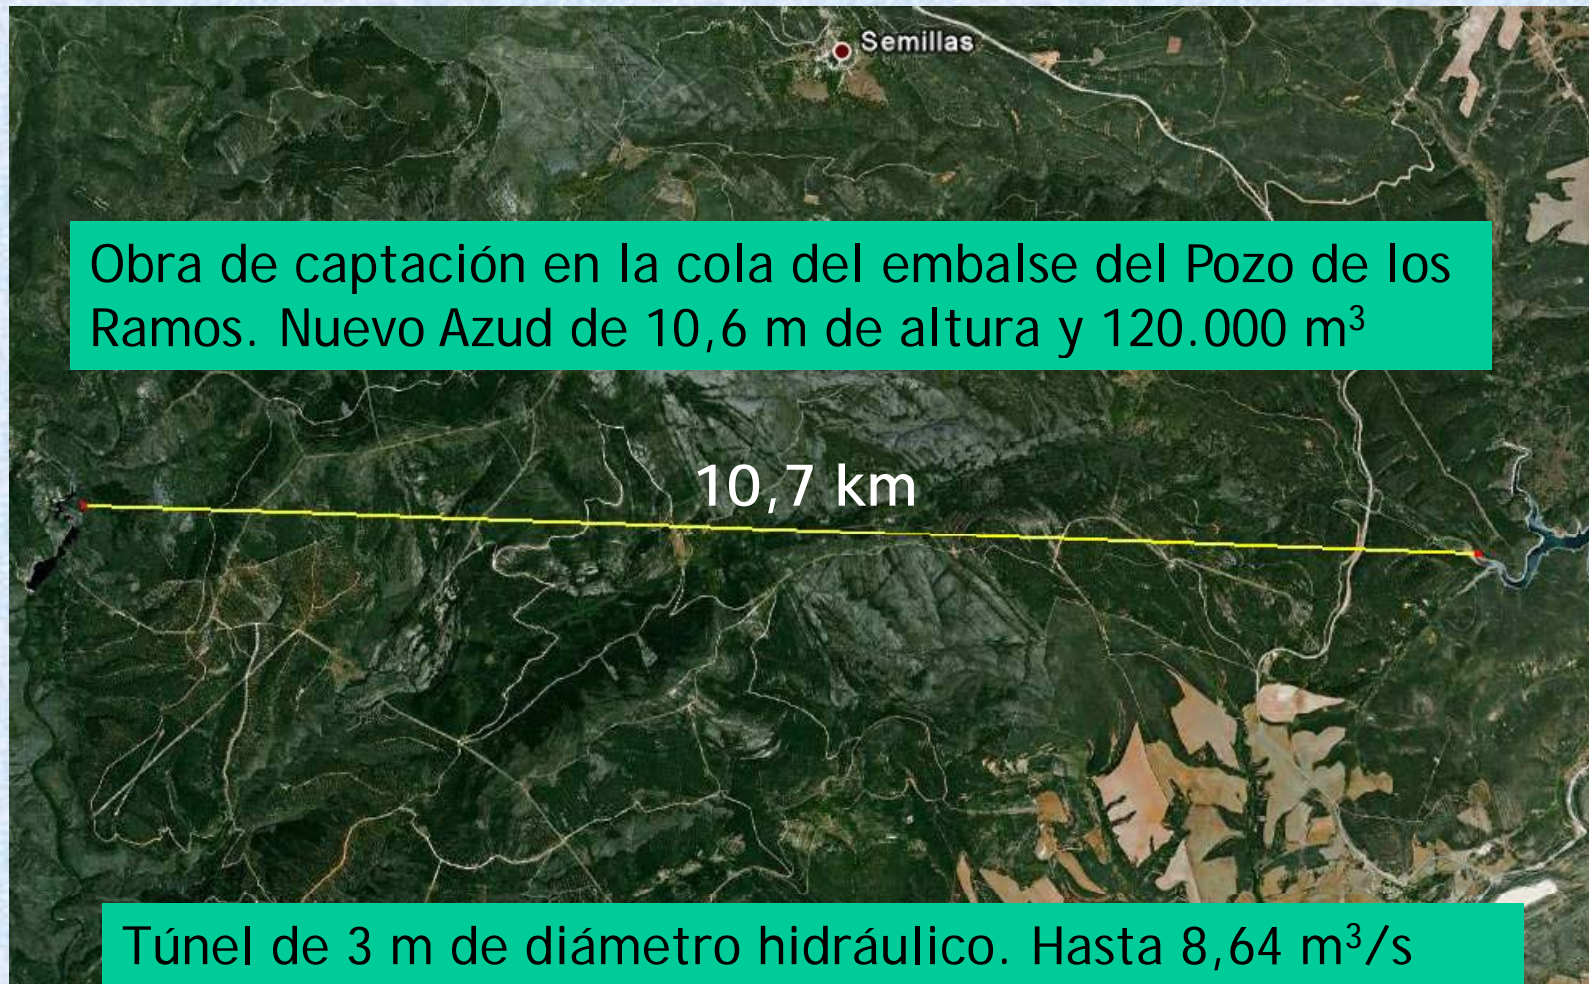 Semillas
Obra de captación en la cola del embalse del Pozo de los
Ramos. Nuevo Azud de 10,6 m de altura y 120.000 m³
10,7 km
Túnel de 3 m de diámetro hidráulico. Hasta 8,64 m³/s